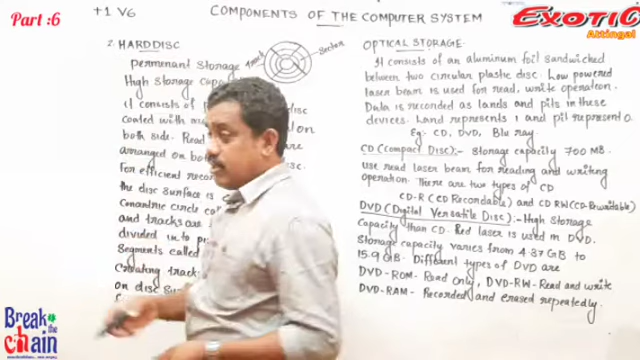 Part :6
+1 V6
COMPONENTS OF THE COMPUTER SYSTEM
EXOTIC
Attingal
2. HARDDISC
permenant Storage
High Storage
It consists of
coated with
both side. Read
arranged on
For efficient
the disc surface is
Concentric circle
and tracks are
divided into
Segments called
Creating track
on disc
Track
Sector
disc
on
are
OPTICAL STORAGE.
It consists of an aluminum foil sandwiched
between two circular plastic disc. Low powered
laser beam is used for read, write operation.
Data is recorded as lands and pits in these
devices. Land represents 1 and pit represent 0.
Eg: CD, DVD, Blu ray.
CD (Compact Disc):- Storage capacity 700 MB.
use read laser beam for reading and writing
operation. There are two types of CD
CD-R (CD Recordable) and CD RW(CD-Rewritable)
DVD (Digital Versatile Disc):- High Storage
Capacity than CD. Red laser is used in DVD.
Storage capacity varies from 4.37 GB to
15.9 GB. Different types of DVD are
DVD-ROM- Read Only, DVD-RW- Read and write
DVD-RAM- Recorded and erased repeatedly.
Break
the
chain